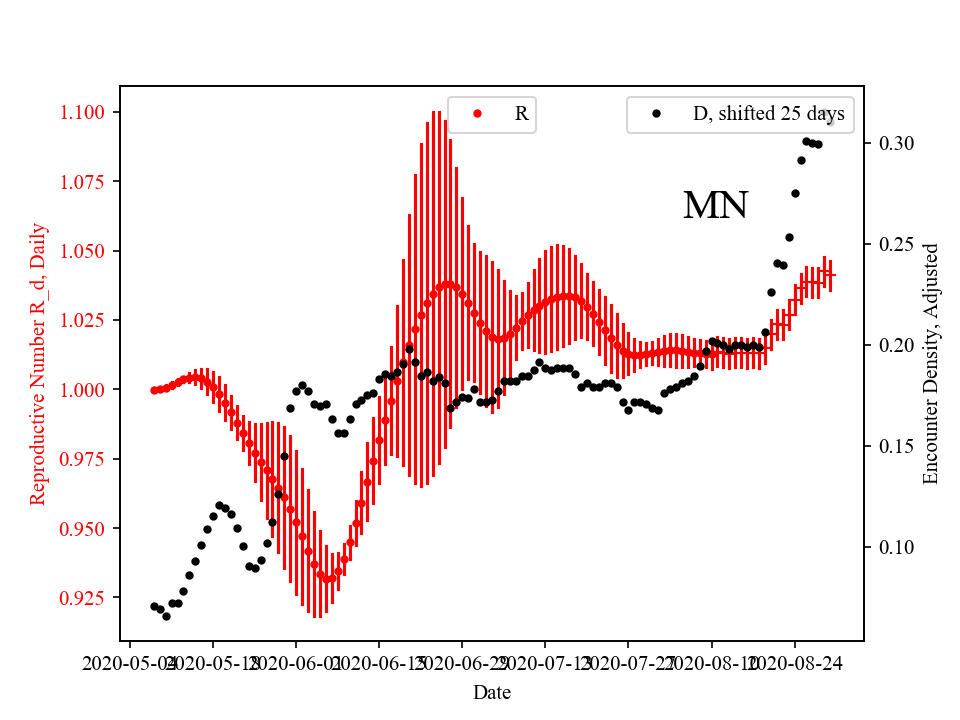 R
D, shifted 25 days
MN
Reproductive Number R_d, Daily
1.100
1.075
1.050
1.025
1.000
0.975
0.950
0.925
0.30
0.25
0.20
0.15
0.10
Encounter Density, Adjusted
2020-05-04 2020-05-18 2020-06-01 2020-06-15 2020-06-29 2020-07-13 2020-07-27 2020-08-10 2020-08-24
Date